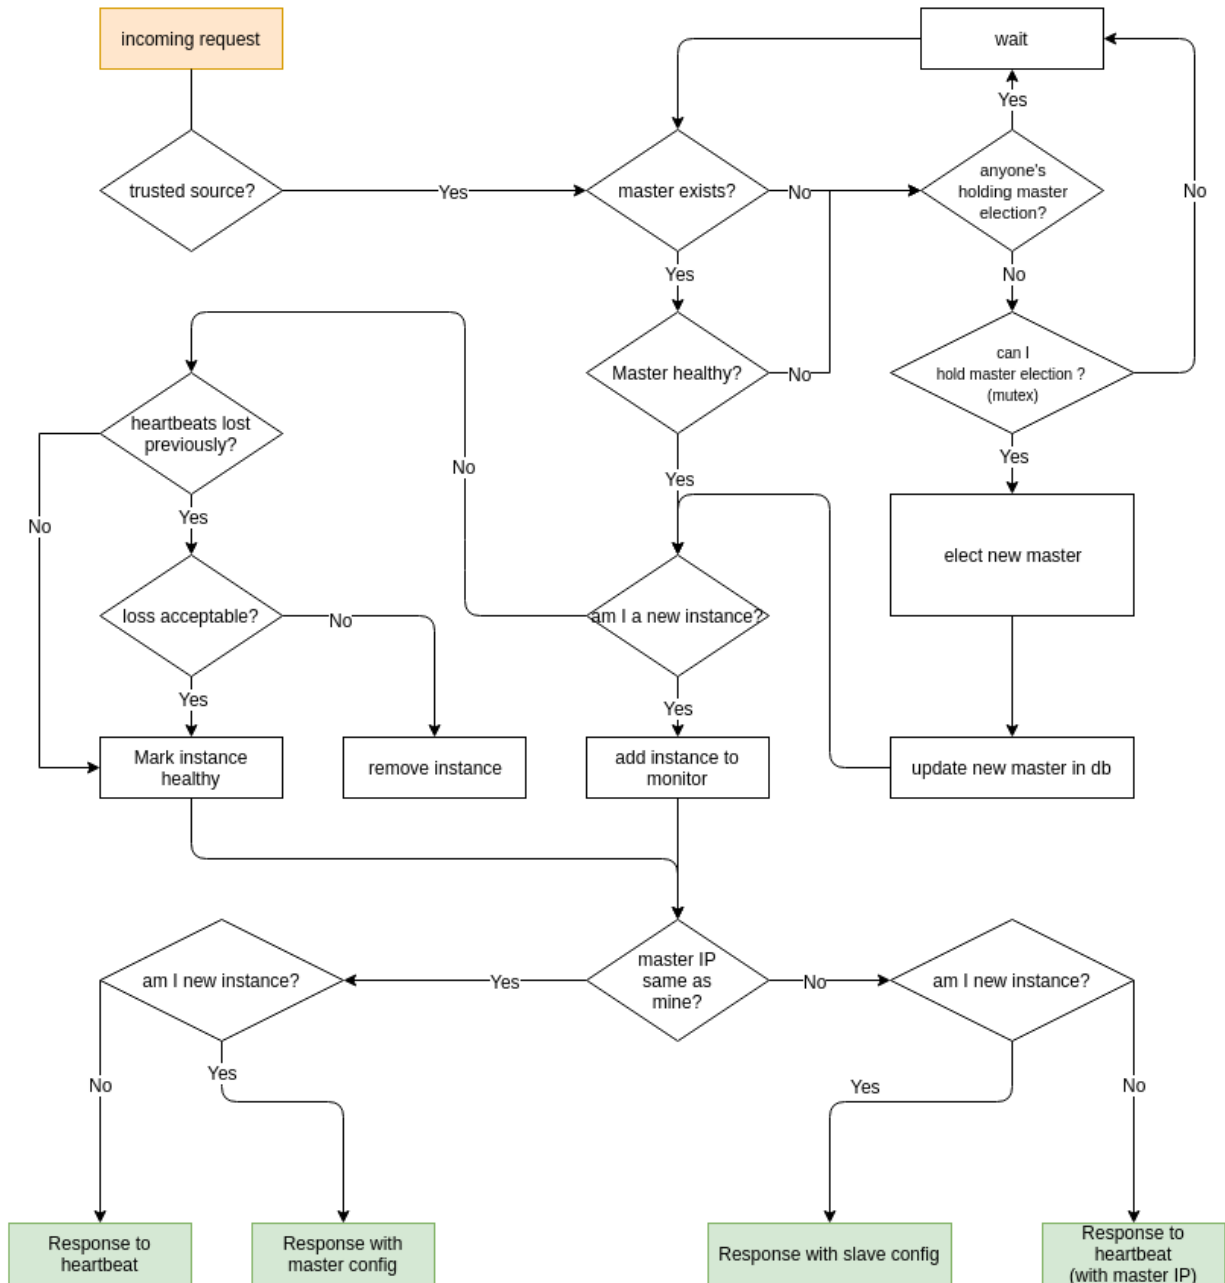 incoming request
wait
Yes
trusted source?
Yes
master exists?
No
anyone's
holding master
election?
No
Yes
No
Master healthy?
No
can I
hold master election ?
(mutex)
heartbeats lost
previously?
No
Yes
Yes
No
Yes
elect new master
loss acceptable?
No
am I a new instance?
Yes
Yes
Mark instance
healthy
remove instance
add instance to
monitor
update new master in db
am I new instance?
Yes
master IP
same as
mine?
No
am I new instance?
No
Yes
Yes
No
Response to
heartbeat
Response with
master config
Response with slave config
Response to
heartbeat
(with master IP)